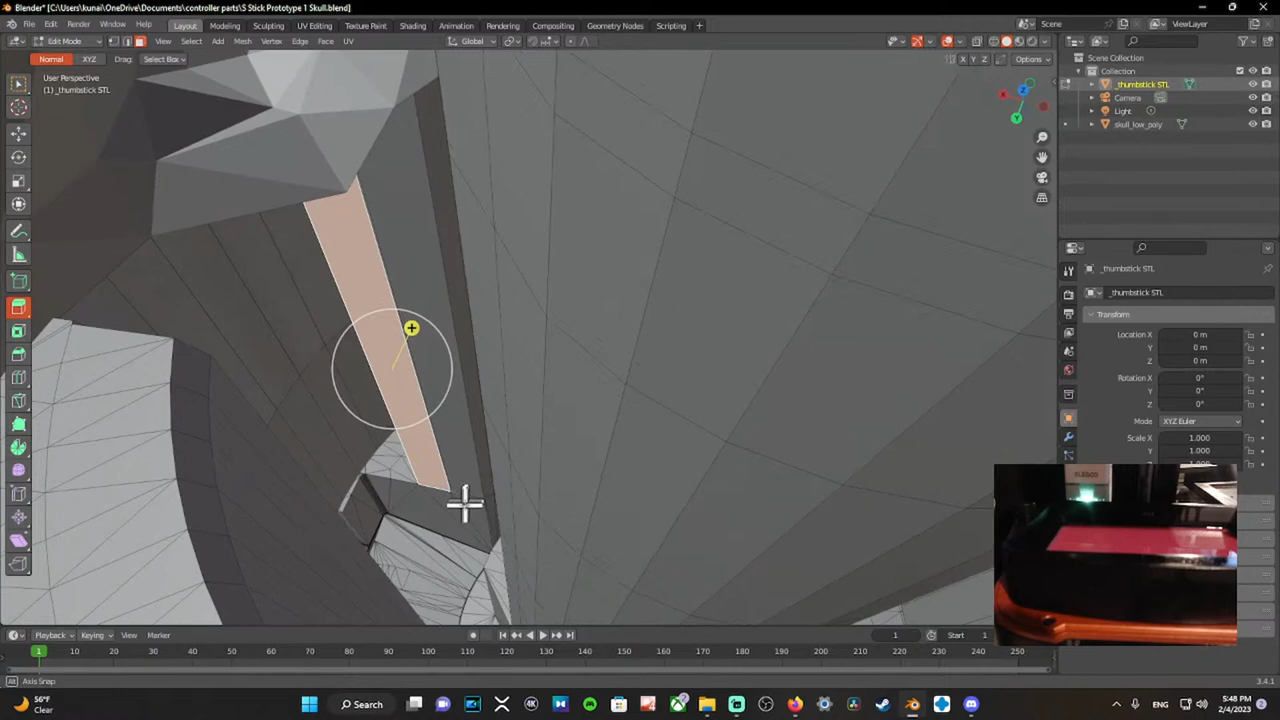 Blender* [C:\Users\kunai\OneDrive\Documents\controller parts\S Stick Prototype 1 Skull.blend]
File Edit Render Window Help Layout Modeling Sculpting UV Editing Texture Paint Shading Animation Rendering Compositing Geometry Nodes Scripting + Scene ViewLayer
Edit Mode View Select Add Mesh Vertex Edge Face UV Global
Normal XYZ Drag: Select Box X Y Z Options
User Perspective
(1) _thumbstick STL
Scene Collection
Collection
_thumbstick STL
Camera
Light
skull_low_poly
_thumbstick STL
_thumbstick STL
Transform
Location X 0 m
Y 0 m
Z 0 m
Rotation X 0°
Y 0°
Z 0°
Mode XYZ Euler
Scale X 1.000
Y 1.000
Playback Keying View Marker 1 Start 1
1 10 20 30 40 50 60 70 80 90 100 110 120 130 140 150 160 170 180 190 200 210 220 230 240 250
Alt Axis Snap 3.4.1
56°F
Clear
Search
ENG
5:48 PM
2/4/2023